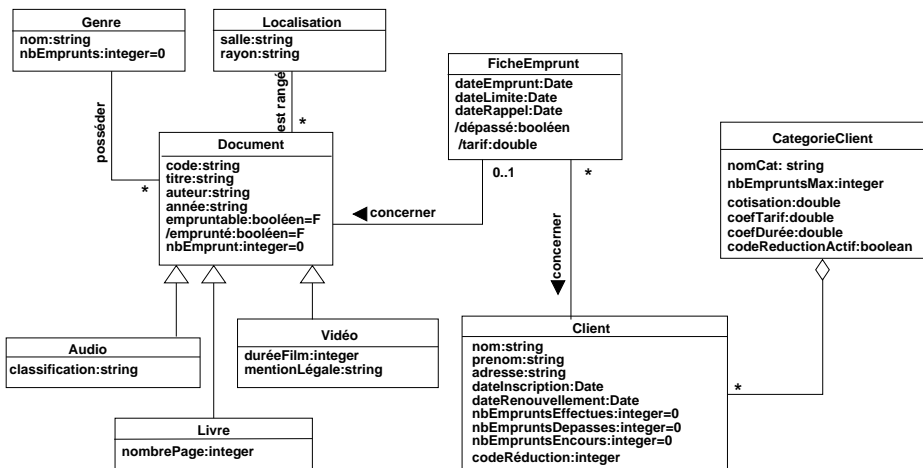 Genre
nom:string
nbEmprunts:integer=0
Localisation
salle:string
rayon:string
posséder
*
est rangé
*
Document
code:string
titre:string
auteur:string
année:string
empruntable:booléen=F
/emprunté:booléen=F
nbEmprunt:integer=0
FicheEmprunt
dateEmprunt:Date
dateLimite:Date
dateRappel:Date
/dépassé:booléen
/tarif:double
0..1
*
concerner
concerner
CategorieClient
nomCat: string
nbEmpruntsMax:integer
cotisation:double
coefTarif:double
coefDurée:double
codeReductionActif:boolean
*
Audio
classification:string
Vidéo
duréeFilm:integer
mentionLégale:string
Livre
nombrePage:integer
Client
nom:string
prenom:string
adresse:string
dateInscription:Date
dateRenouvellement:Date
nbEmpruntsEffectues:integer=0
nbEmpruntsDepasses:integer=0
nbEmpruntsEncours:integer=0
codeRéduction:integer